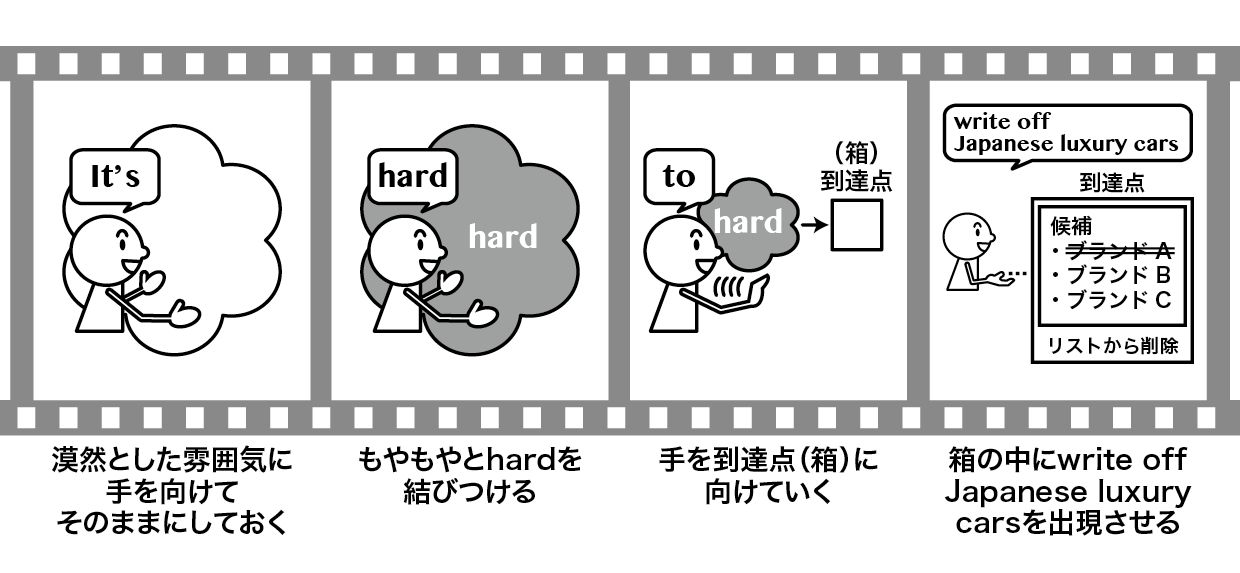 It's
hard
hard
to
hard
（箱）
到達点
write off
Japanese luxury cars
到達点
候補
・ブランド A
・ブランド B
・ブランド C
リストから削除
漠然とした雰囲気に
手を向けて
そのままにしておく
もやもやとhardを
結びつける
手を到達点（箱）に
向けていく
箱の中にwrite off
Japanese luxury
carsを出現させる